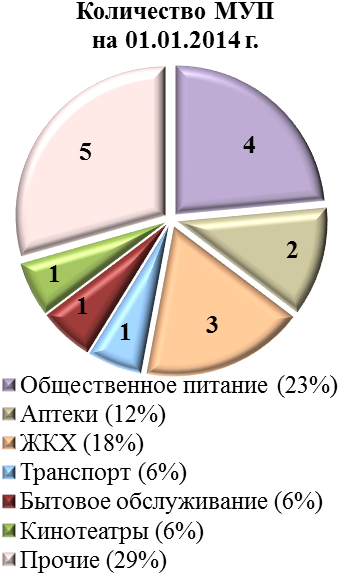 Количество МУП
на 01.01.2014 г.
5
4
2
3
1
1
1
Общественное питание (23%)
Аптеки (12%)
ЖКХ (18%)
Транспорт (6%)
Бытовое обслуживание (6%)
Кинотеатры (6%)
Прочие (29%)